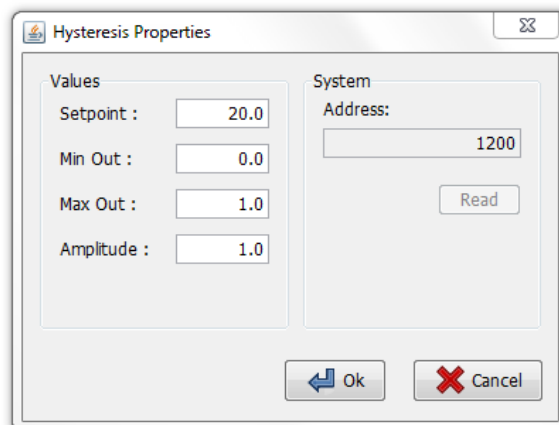 Hysteresis Properties
Values
Setpoint :
20.0
Min Out :
0.0
Max Out :
1.0
Amplitude :
1.0
System
Address:
1200
Read
Ok
Cancel